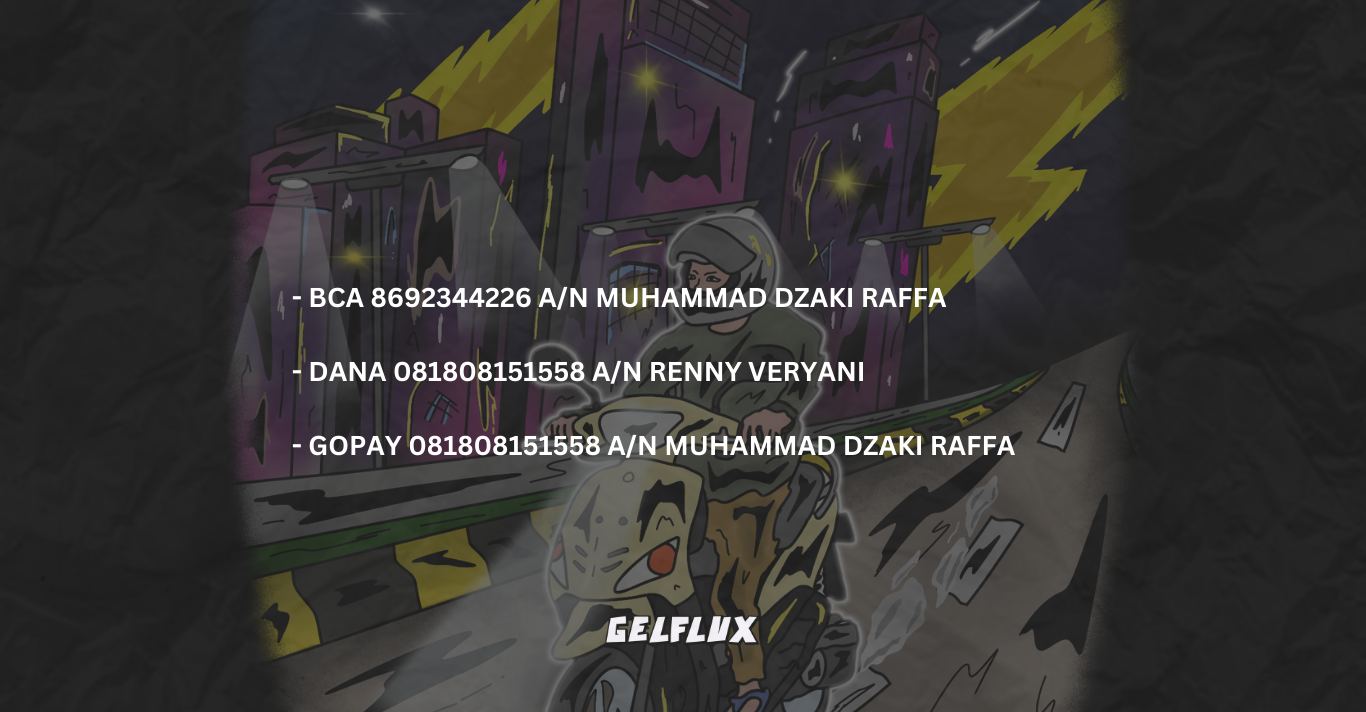 - BCA 8692344226 A/N MUHAMMAD DZAKI RAFFA
- DANA 081808151558 A/N RENNY VERYANI
- GOPAY 081808151558 A/N MUHAMMAD DZAKI RAFFA
GELFLUX